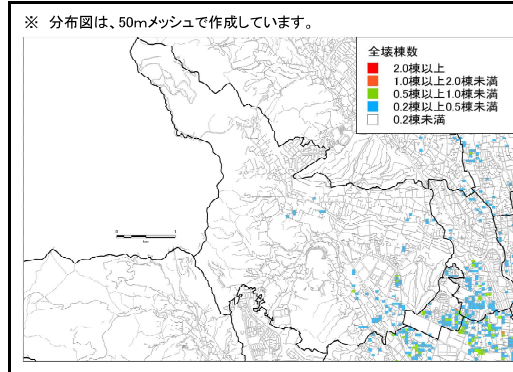 ※ 分布図は、50mメッシュで作成しています。
全壊棟数
2.0棟以上
1.0棟以上2.0棟未満
0.5棟以上1.0棟未満
0.2棟以上0.5棟未満
0.2棟未満
0 1
km